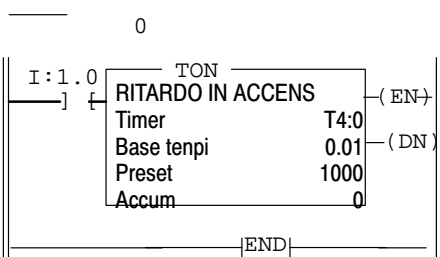 0
TON
I:1.0
] [
RITARDO IN ACCENS
(EN)
Timer T4:0
(DN)
Base tenpi 0.01
Preset 1000
Accum 0
END